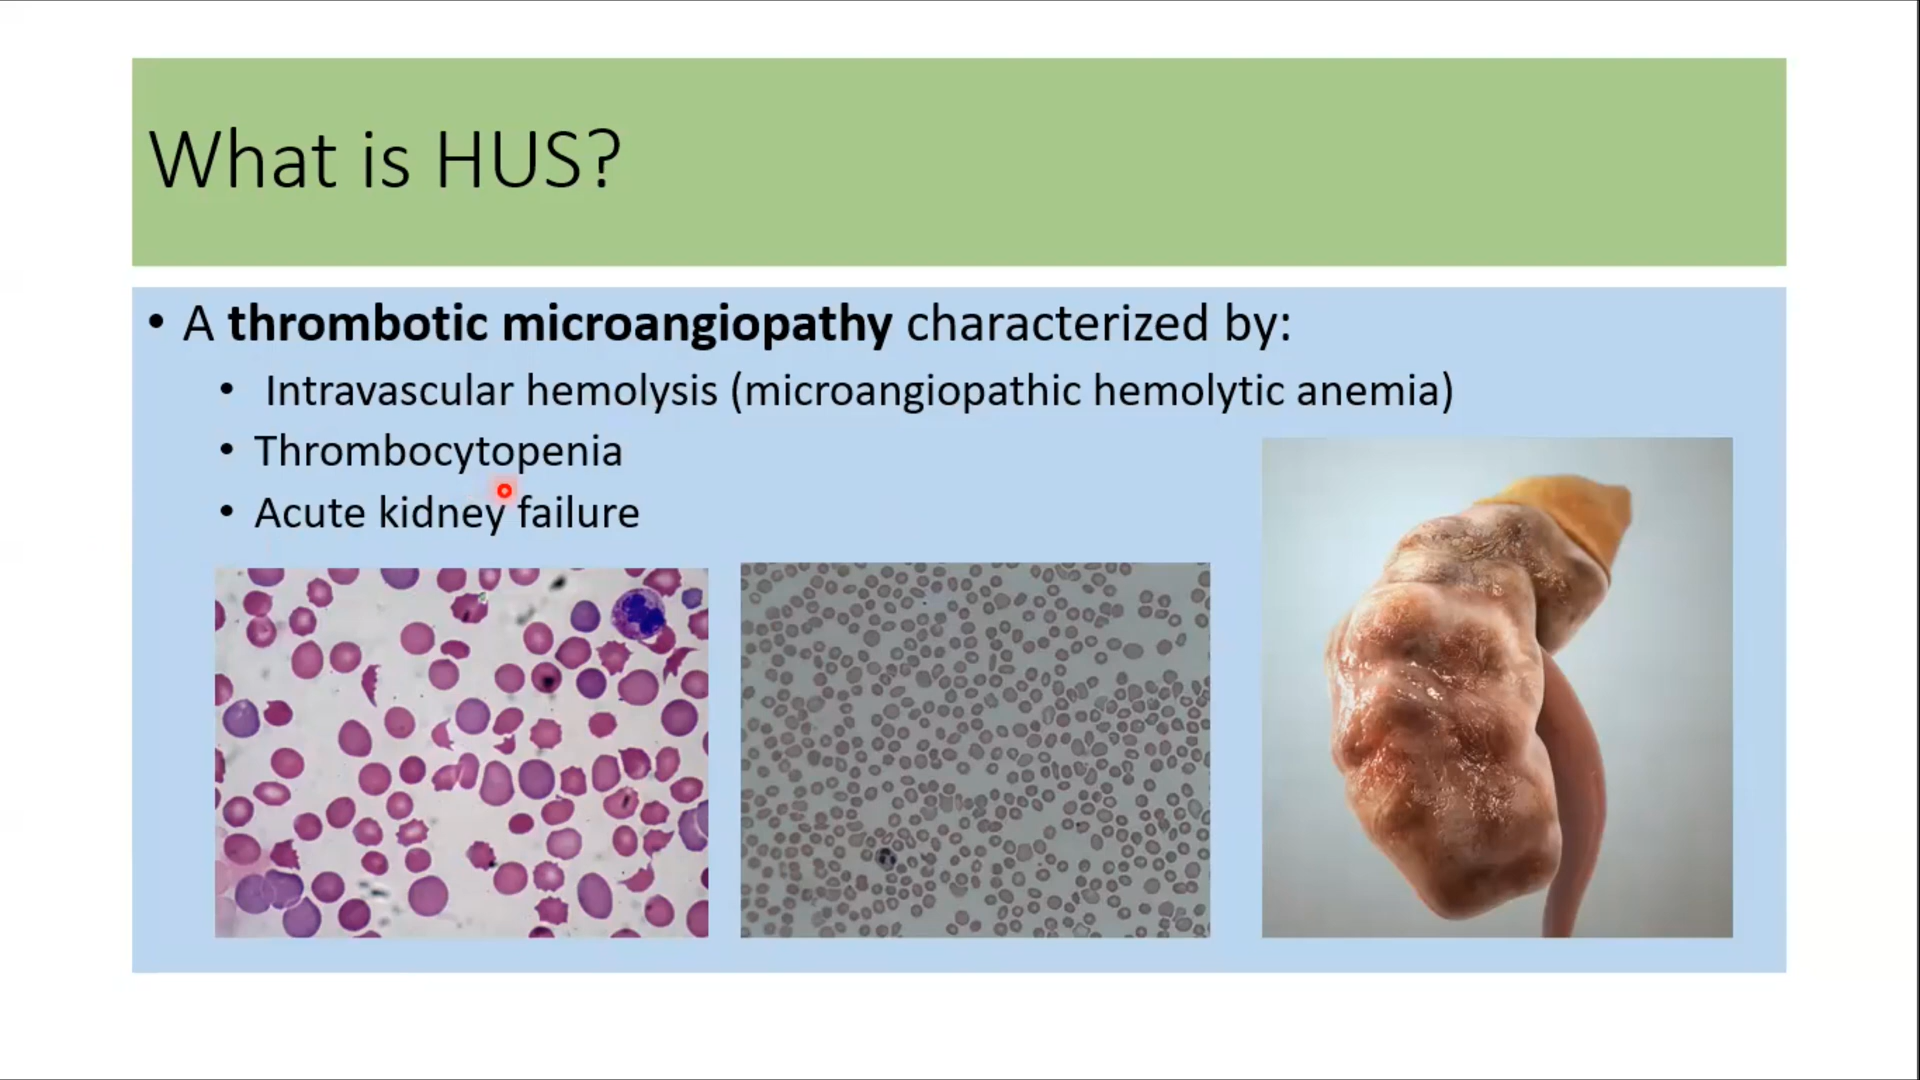 What is HUS?
• A thrombotic microangiopathy characterized by:
• Intravascular hemolysis (microangiopathic hemolytic anemia)
• Thrombocytopenia
• Acute kidney failure